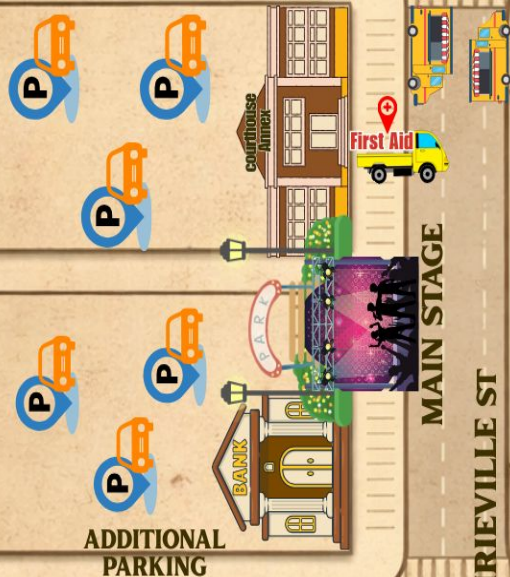 P
P
P
courthouse
Annex
First Aid
PARK
MAIN STAGE
P
P
P
BANK
RIEVILLE ST
ADDITIONAL
PARKING